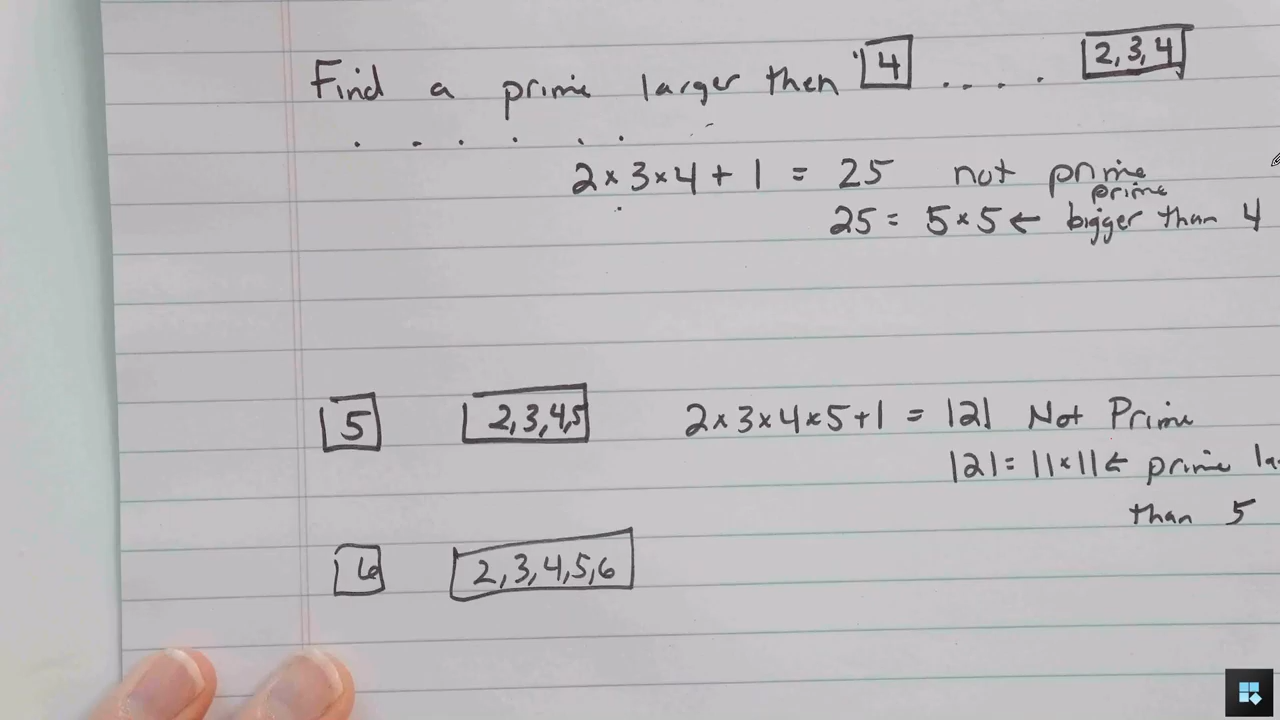 Find a prime larger then 4 .... 2,3,4
2×3×4+1 = 25 not prime
prime
25 = 5×5 ← bigger than 4
5 2,3,4,5 2×3×4×5+1 = 121 Not Prime
121 = 11×11 ← prime
than 5
6 2,3,4,5,6